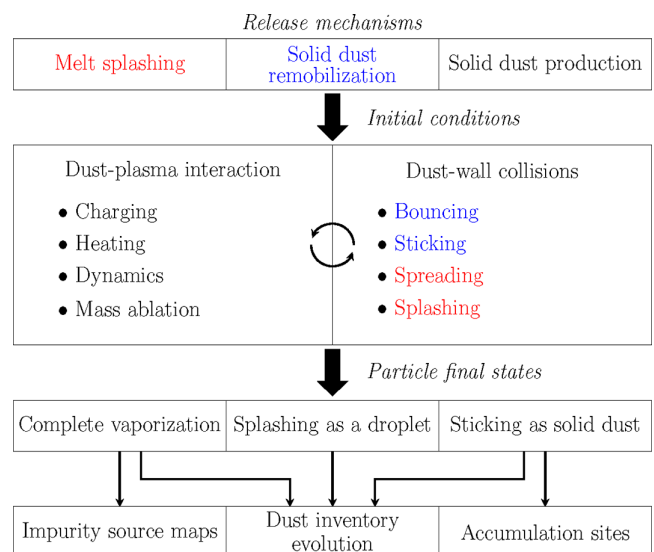 Release mechanisms
Melt splashing
Solid dust
remobilization
Solid dust production
Initial conditions
Dust-plasma interaction
• Charging
• Heating
• Dynamics
• Mass ablation
Dust-wall collisions
• Bouncing
• Sticking
• Spreading
• Splashing
Particle final states
Complete vaporization
Splashing as a droplet
Sticking as solid dust
Impurity source maps
Dust inventory
evolution
Accumulation sites